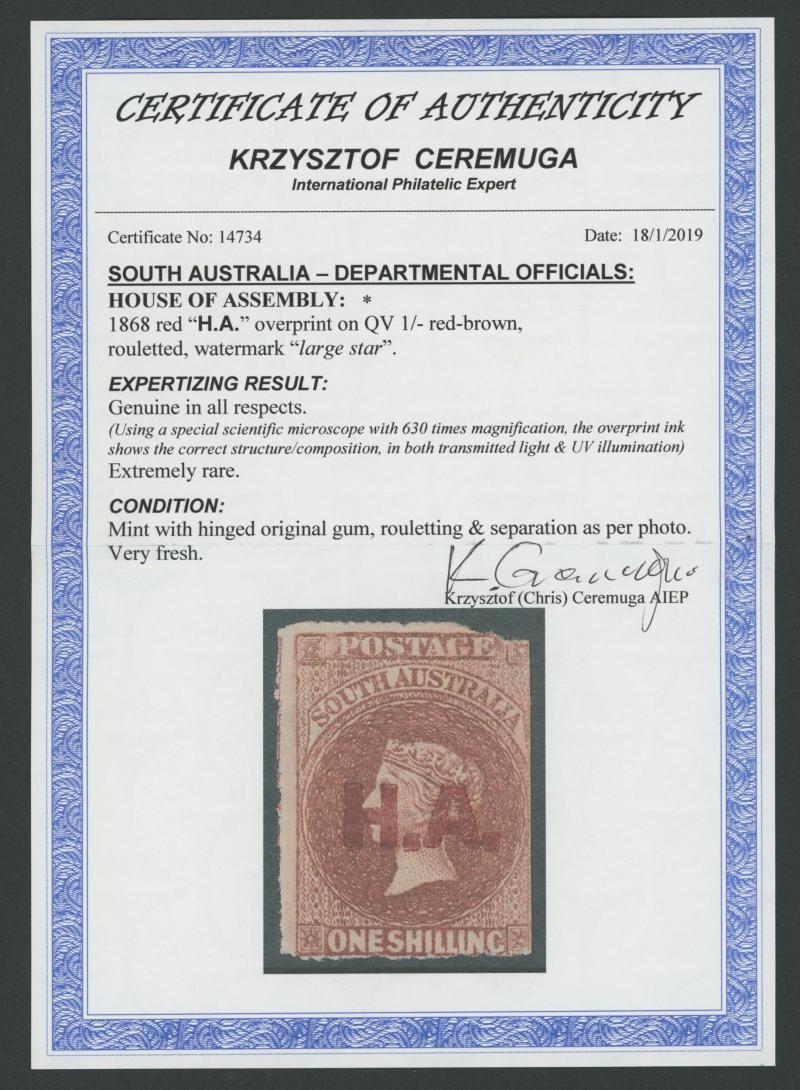 CERTIFICATE OF AUTHENTICITY
KRZYSZTOF CEREMUGA
International Philatelic Expert
Certificate No: 14734
Date: 18/1/2019
SOUTH AUSTRALIA – DEPARTMENTAL OFFICIALS:
HOUSE OF ASSEMBLY: *
1868 red “H.A.” overprint on QV 1/- red-brown,
rouletted, watermark “large star”.
EXPERTIZING RESULT:
Genuine in all respects.
(Using a special scientific microscope with 630 times magnification, the overprint ink
shows the correct structure/composition, in both transmitted light & UV illumination)
Extremely rare.
CONDITION:
Mint with hinged original gum, rouletting & separation as per photo.
Very fresh.
K. Ceremuga
Krzysztof (Chris) Ceremuga AIEP
POSTAGE
SOUTH AUSTRALIA
H.A.
ONE SHILLING